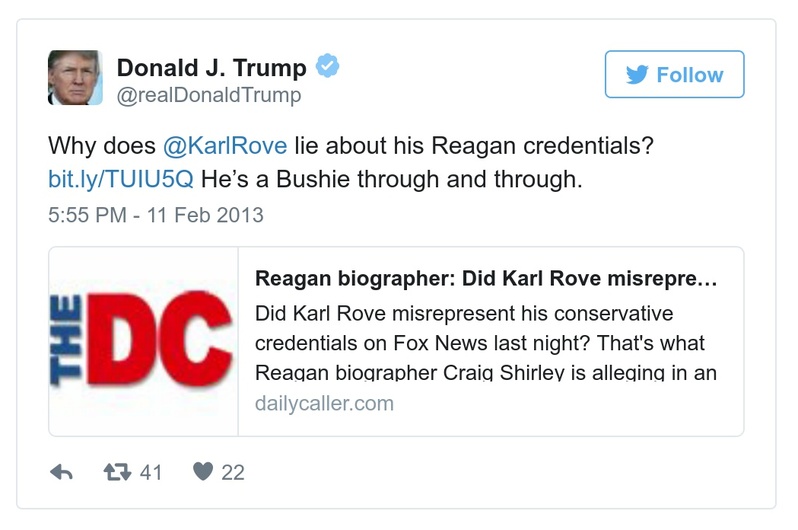 Donald J. Trump
@realDonaldTrump
Follow
Why does @KarlRove lie about his Reagan credentials?
bit.ly/TUIU5Q He’s a Bushie through and through.
5:55 PM - 11 Feb 2013
THE DC
Reagan biographer: Did Karl Rove misrepre…
Did Karl Rove misrepresent his conservative
credentials on Fox News last night? That's what
Reagan biographer Craig Shirley is alleging in an
dailycaller.com
41
22